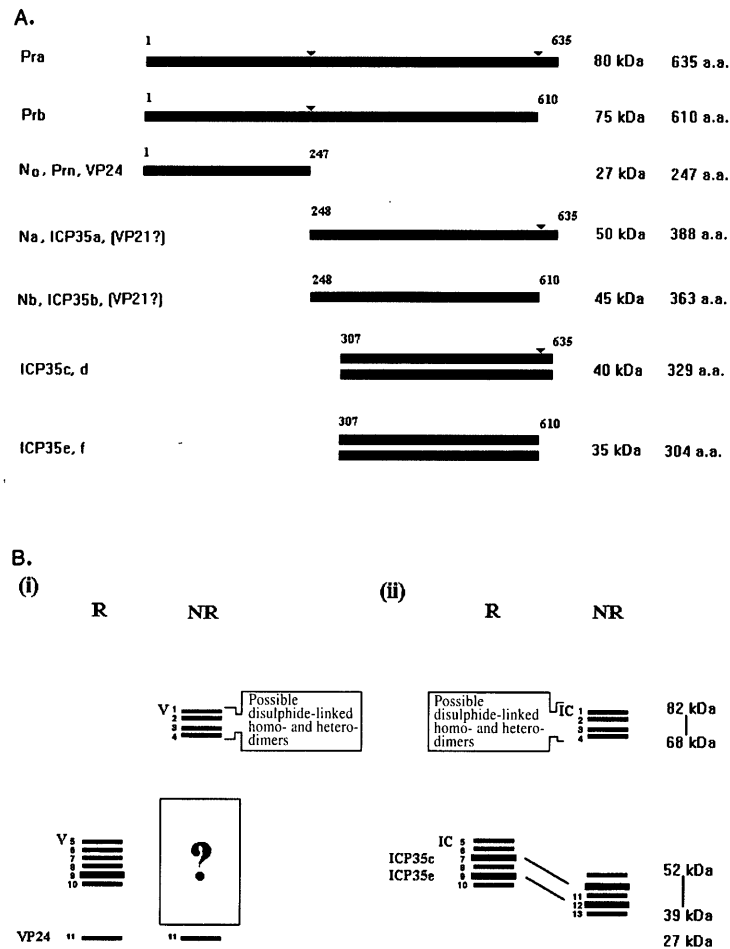 A.
1 635
Pra 80 kDa 635 a.a.
1 610
Prb 75 kDa 610 a.a.
1 247
No, Prn, VP24 27 kDa 247 a.a.
248 635
Na, ICP35a, (VP21?) 50 kDa 388 a.a.
248 610
Nb, ICP35b, (VP21?) 45 kDa 363 a.a.
307 635
ICP35c, d 40 kDa 329 a.a.
307 610
ICP35e, f 35 kDa 304 a.a.
B.
(i) (ii)
R NR R NR
V 1
2
3
4
Possible
disulphide-linked
homo- and hetero-
dimers
Possible
disulphide-linked
homo- and hetero-
dimers
IC 1
2
3
4
82 kDa
68 kDa
V 5
6
7
8
9
10
?
VP24 11 11
IC 5
6
ICP35c 7
8
ICP35e 9
10
11
12
13
52 kDa
39 kDa
27 kDa